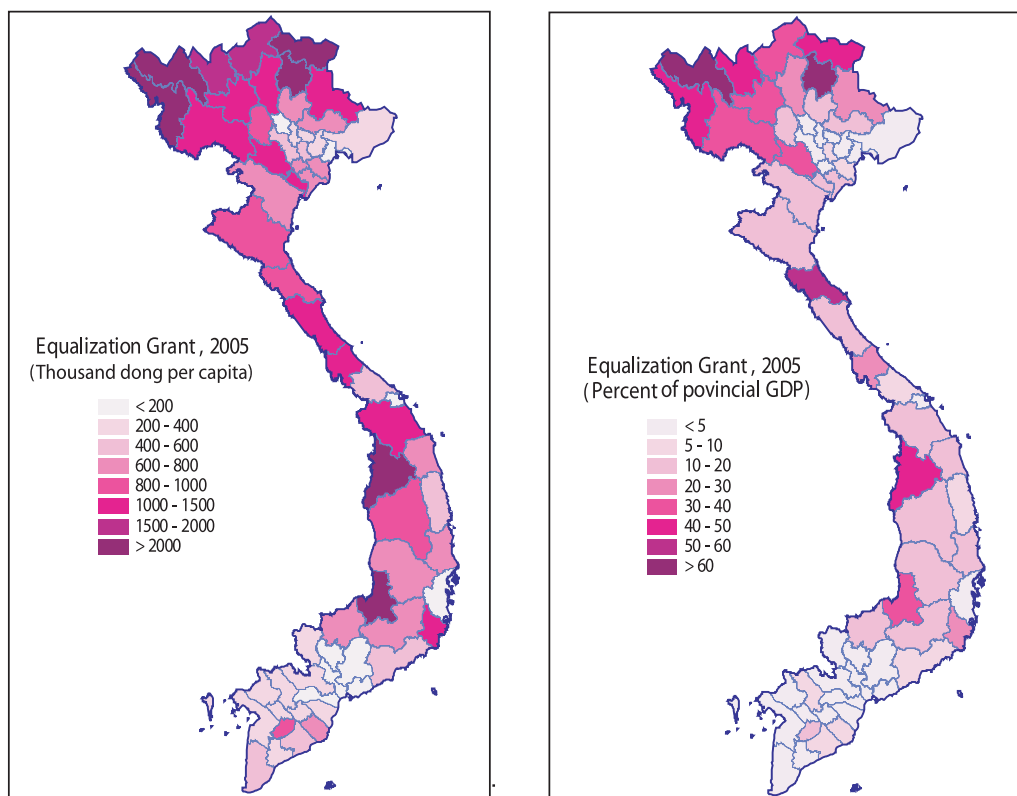 Equalization Grant , 2005
(Thousand dong per capita)
< 200
200 - 400
400 - 600
600 - 800
800 - 1000
1000 - 1500
1500 - 2000
> 2000
Equalization Grant , 2005
(Percent of povincial GDP)
< 5
5 - 10
10 - 20
20 - 30
30 - 40
40 - 50
50 - 60
> 60